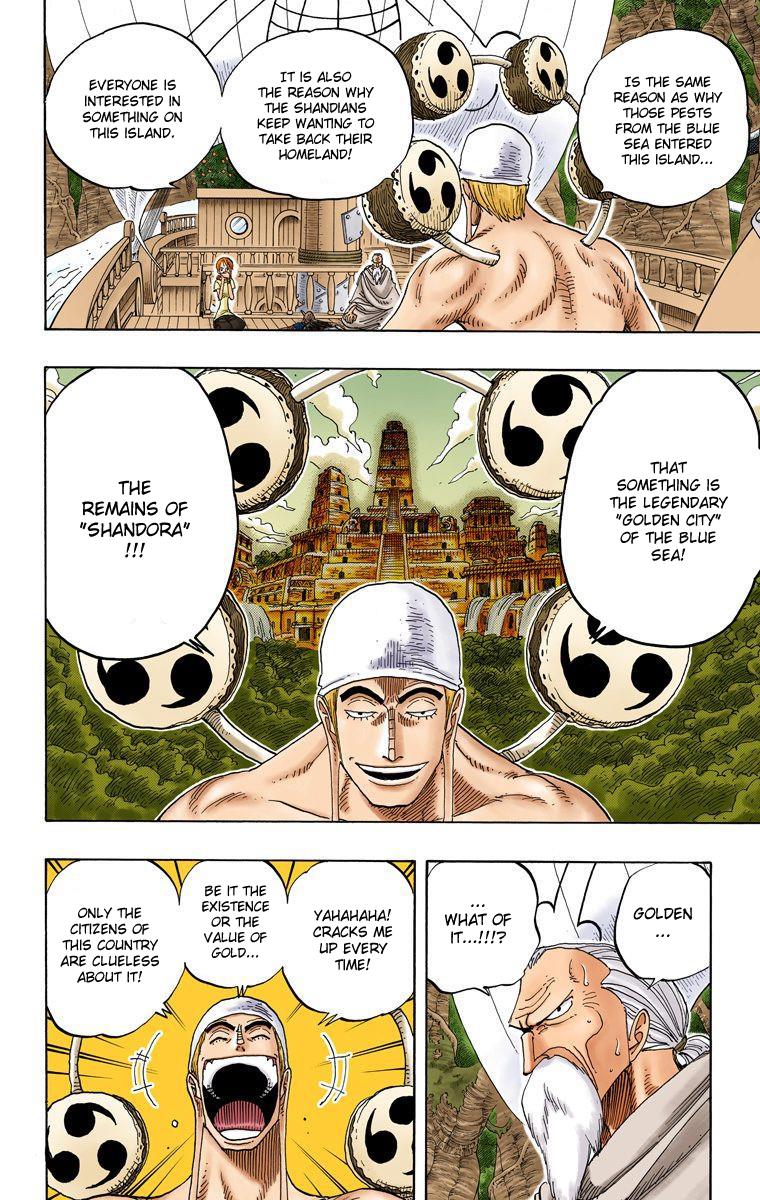 IS THE SAME
REASON AS WHY
THOSE PESTS
FROM THE BLUE
SEA ENTERED
THIS ISLAND...
IT IS ALSO
THE REASON WHY
THE SHANDIANS
KEEP WANTING TO
TAKE BACK THEIR
HOMELAND!
EVERYONE IS
INTERESTED IN
SOMETHING ON
THIS ISLAND.
THAT
SOMETHING IS
THE LEGENDARY
"GOLDEN CITY"
OF THE BLUE
SEA!
THE
REMAINS OF
"SHANDORA"
!!!
GOLDEN
...
...
WHAT OF
IT...!!!?
YAHAHAHA!
CRACKS ME
UP EVERY
TIME!
BE IT THE
EXISTENCE
OR THE
VALUE OF
GOLD...
ONLY THE
CITIZENS OF
THIS COUNTRY
ARE CLUELESS
ABOUT IT!